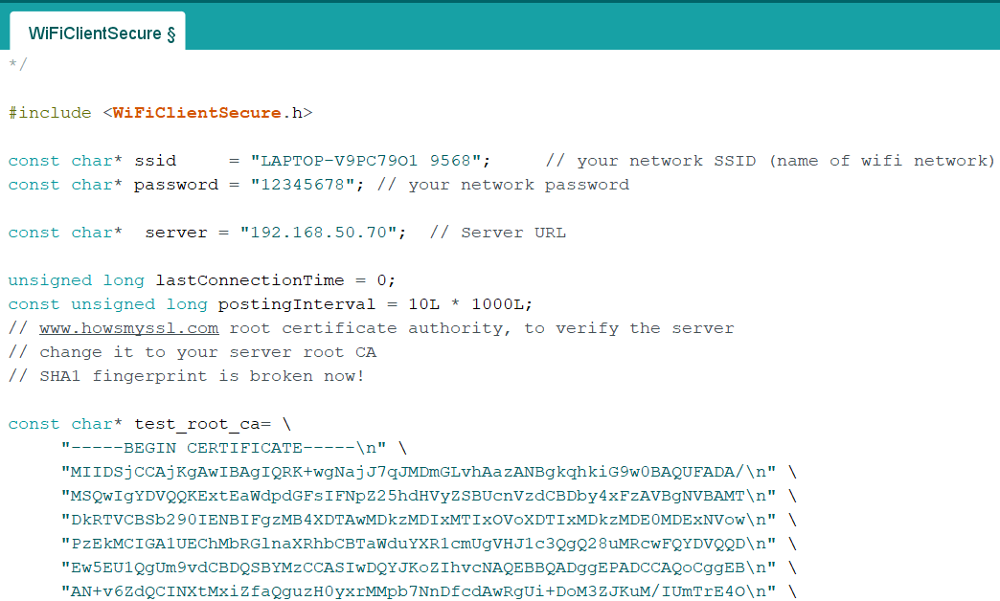 WiFiClientSecure §
*/
#include <WiFiClientSecure.h>
const char* ssid     = "LAPTOP-V9PC79O1 9568";     // your network SSID (name of wifi network)
const char* password = "12345678"; // your network password
const char*  server = "192.168.50.70";  // Server URL
unsigned long lastConnectionTime = 0;
const unsigned long postingInterval = 10L * 1000L;
// www.howsmyssl.com root certificate authority, to verify the server
// change it to your server root CA
// SHA1 fingerprint is broken now!
const char* test_root_ca= \
     "-----BEGIN CERTIFICATE-----\n" \
     "MIIDSjCCAjKgAwIBAgIQRK+wgNajJ7qJMDmGLvhAazANBgkqhkiG9w0BAQUFADA/\n" \
     "MSQwIgYDVQQKExtEaWdpdGFsIFNpZ25hdHVyZSBUcnVzdCBDby4xFzAVBgNVBAMT\n" \
     "DkRTVCBSb290IENBIFgzMB4XDTAwMDkzMDIxMTIxOVoXDTIxMDkzMDE0MDExNVow\n" \
     "PzEkMCIGA1UEChMbRGlnaXRhbCBTaWduYXR1cmUgVHJ1c3QgQ28uMRcwFQYDVQQD\n" \
     "Ew5EU1QgUm9vdCBDQSBYMzCCASIwDQYJKoZIhvcNAQEBBQADggEPADCCAQoCggEB\n" \
     "AN+v6ZdQCINXtMxiZfaQguzH0yxrMMpb7NnDfcdAwRgUi+DoM3ZJKuM/IUmTrE4O\n" \